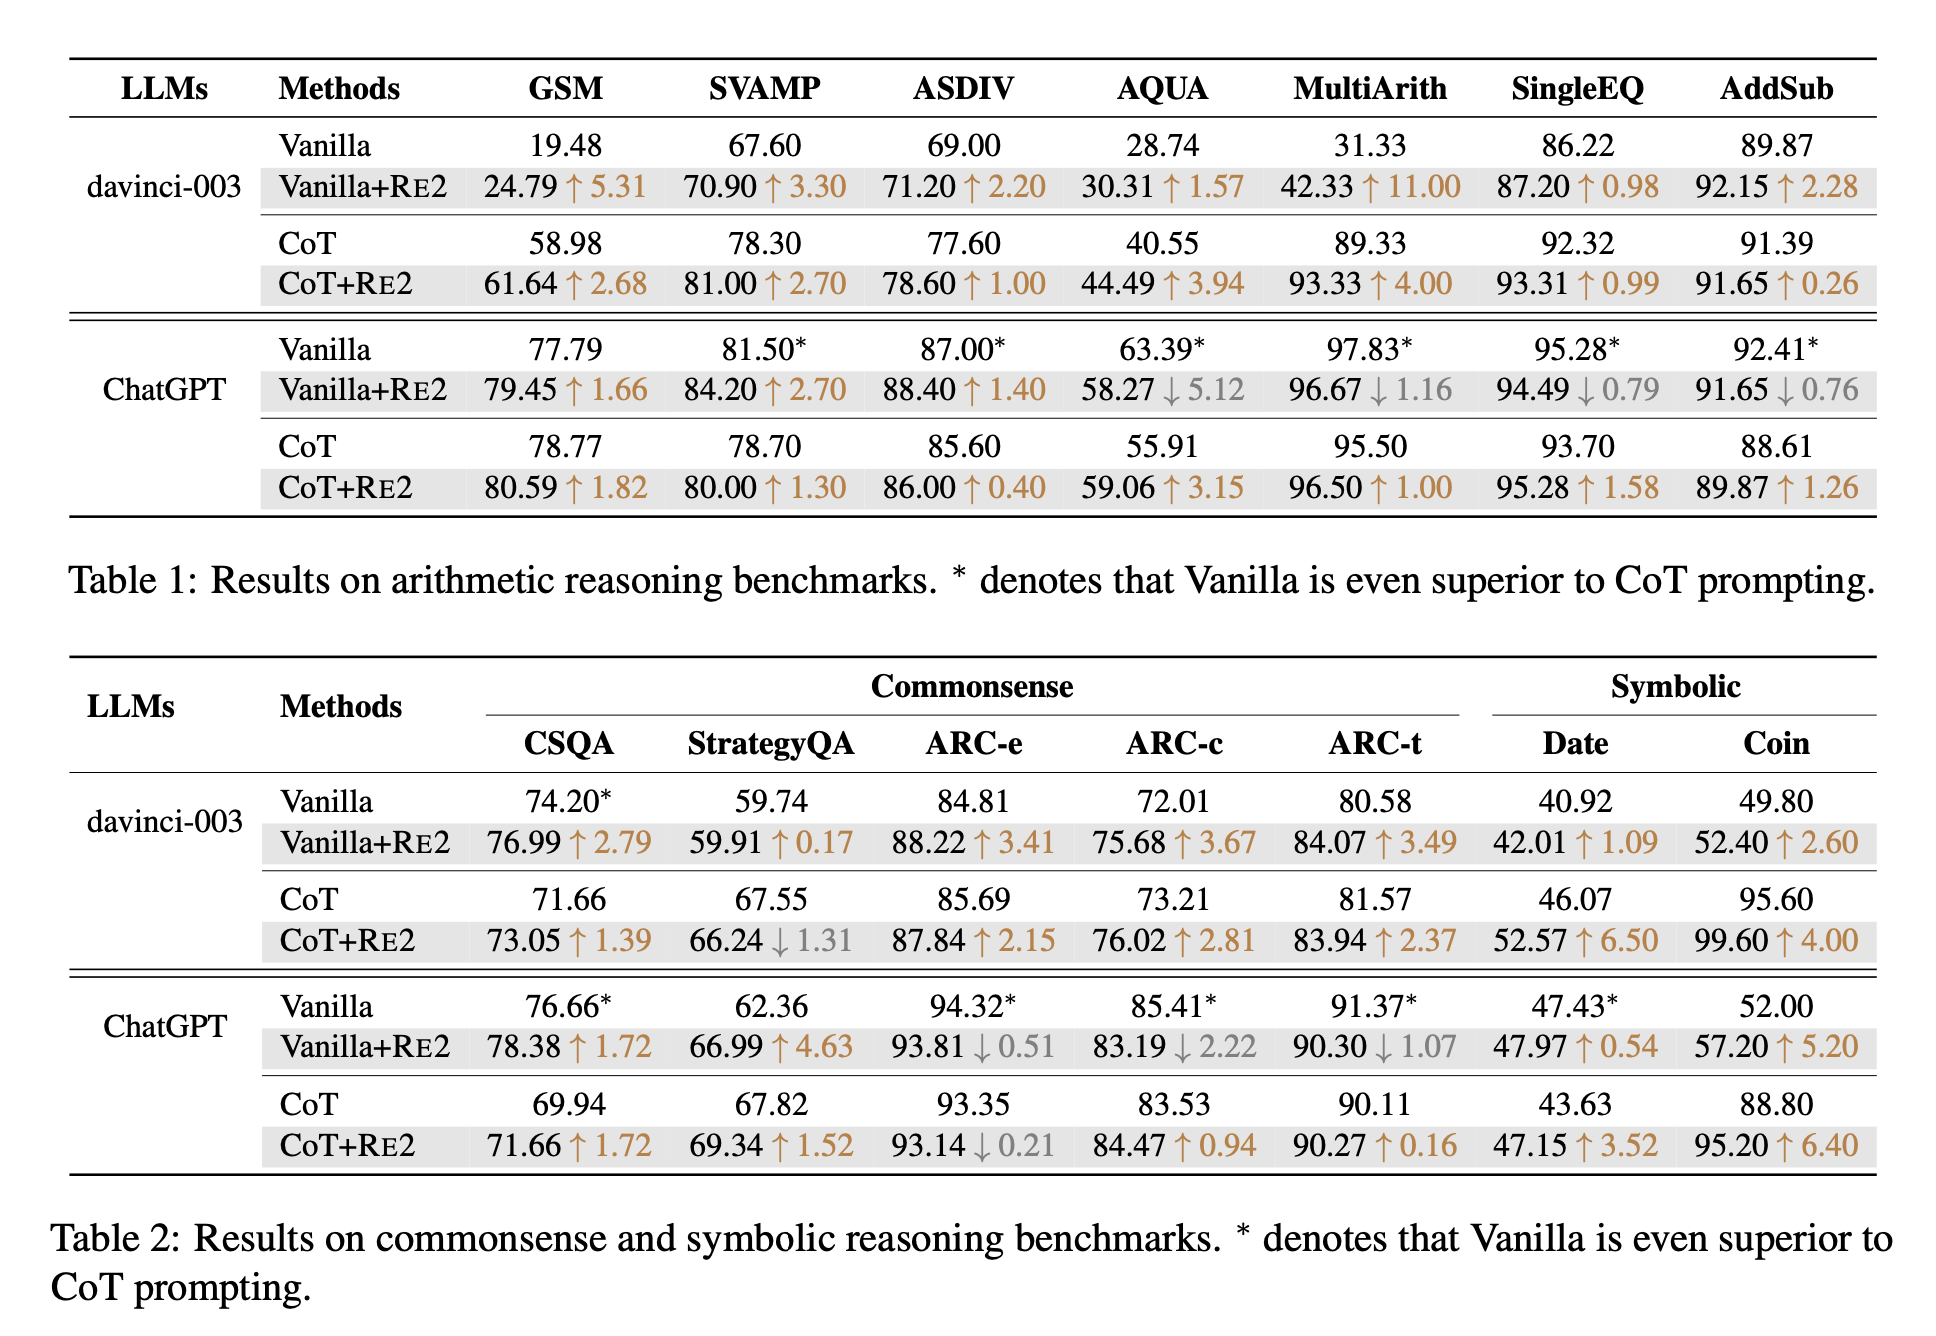 LLMs Methods GSM SVAMP ASDIV AQUA MultiArith SingleEQ AddSub
Vanilla 19.48 67.60 69.00 28.74 31.33 86.22 89.87
davinci-003 Vanilla+RE2 24.79 ↑ 5.31 70.90 ↑ 3.30 71.20 ↑ 2.20 30.31 ↑ 1.57 42.33 ↑ 11.00 87.20 ↑ 0.98 92.15 ↑ 2.28
CoT 58.98 78.30 77.60 40.55 89.33 92.32 91.39
CoT+RE2 61.64 ↑ 2.68 81.00 ↑ 2.70 78.60 ↑ 1.00 44.49 ↑ 3.94 93.33 ↑ 4.00 93.31 ↑ 0.99 91.65 ↑ 0.26
Vanilla 77.79 81.50* 87.00* 63.39* 97.83* 95.28* 92.41*
ChatGPT Vanilla+RE2 79.45 ↑ 1.66 84.20 ↑ 2.70 88.40 ↑ 1.40 58.27 ↓ 5.12 96.67 ↓ 1.16 94.49 ↓ 0.79 91.65 ↓ 0.76
CoT 78.77 78.70 85.60 55.91 95.50 93.70 88.61
CoT+RE2 80.59 ↑ 1.82 80.00 ↑ 1.30 86.00 ↑ 0.40 59.06 ↑ 3.15 96.50 ↑ 1.00 95.28 ↑ 1.58 89.87 ↑ 1.26
Table 1: Results on arithmetic reasoning benchmarks. * denotes that Vanilla is even superior to CoT prompting.
LLMs Methods Commonsense Symbolic
CSQA StrategyQA ARC-e ARC-c ARC-t Date Coin
davinci-003 Vanilla 74.20* 59.74 84.81 72.01 80.58 40.92 49.80
Vanilla+RE2 76.99 ↑ 2.79 59.91 ↑ 0.17 88.22 ↑ 3.41 75.68 ↑ 3.67 84.07 ↑ 3.49 42.01 ↑ 1.09 52.40 ↑ 2.60
CoT 71.66 67.55 85.69 73.21 81.57 46.07 95.60
CoT+RE2 73.05 ↑ 1.39 66.24 ↓ 1.31 87.84 ↑ 2.15 76.02 ↑ 2.81 83.94 ↑ 2.37 52.57 ↑ 6.50 99.60 ↑ 4.00
ChatGPT Vanilla 76.66* 62.36 94.32* 85.41* 91.37* 47.43* 52.00
Vanilla+RE2 78.38 ↑ 1.72 66.99 ↑ 4.63 93.81 ↓ 0.51 83.19 ↓ 2.22 90.30 ↓ 1.07 47.97 ↑ 0.54 57.20 ↑ 5.20
CoT 69.94 67.82 93.35 83.53 90.11 43.63 88.80
CoT+RE2 71.66 ↑ 1.72 69.34 ↑ 1.52 93.14 ↓ 0.21 84.47 ↑ 0.94 90.27 ↑ 0.16 47.15 ↑ 3.52 95.20 ↑ 6.40
Table 2: Results on commonsense and symbolic reasoning benchmarks. * denotes that Vanilla is even superior to
CoT prompting.